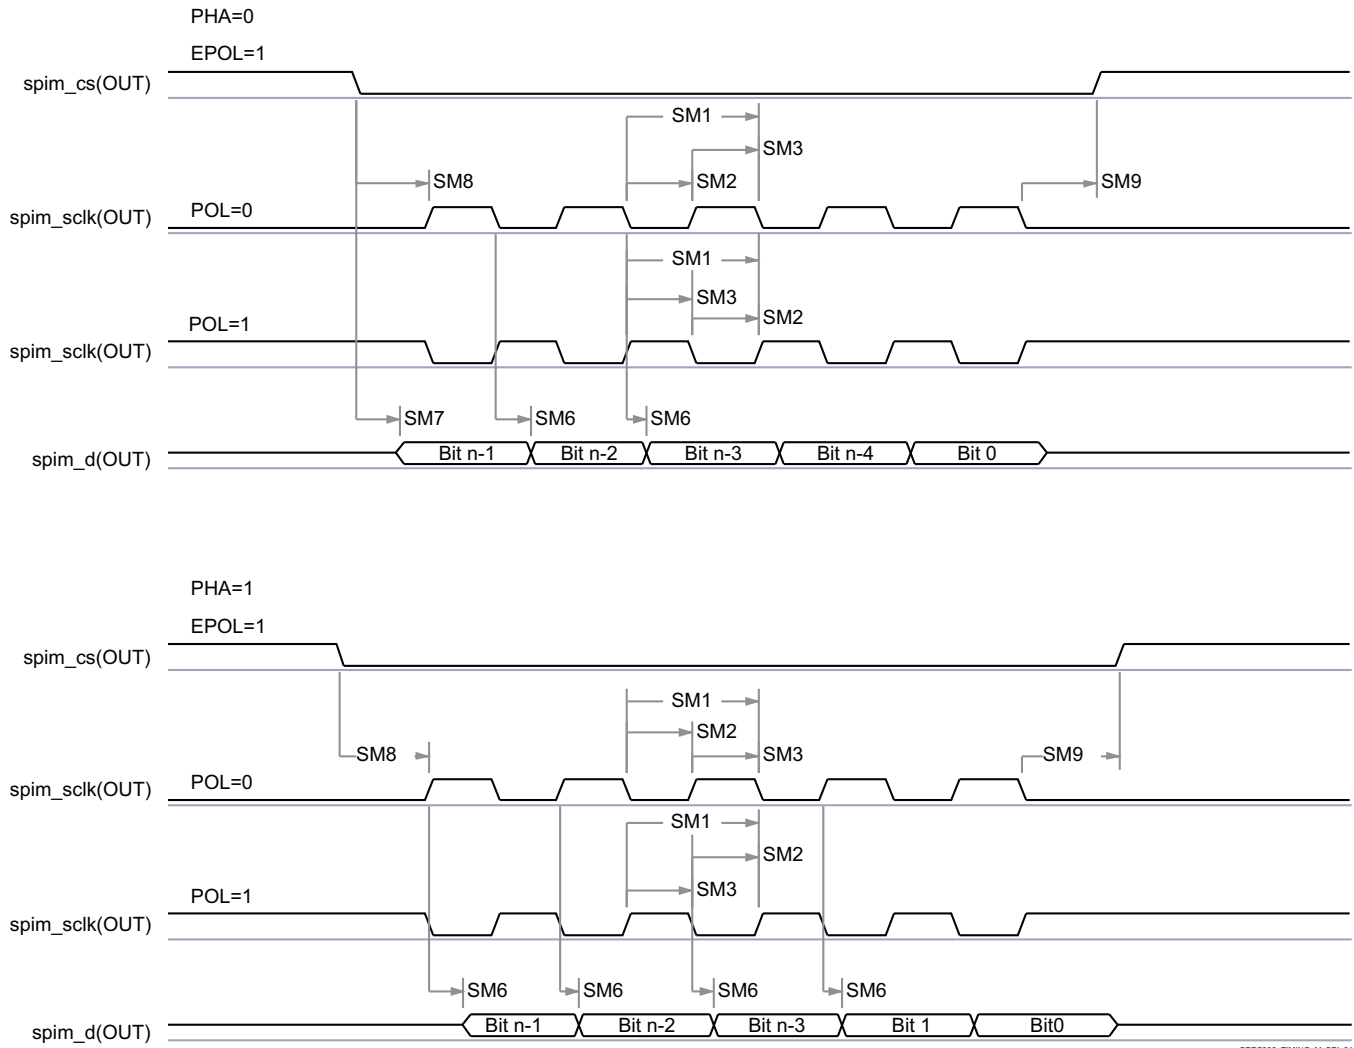 PHA=0
EPOL=1
spim_cs(OUT)
SM1
SM3
SM8
SM2
SM9
POL=0
spim_sclk(OUT)
SM1
SM3
SM2
POL=1
spim_sclk(OUT)
SM7
SM6
SM6
spim_d(OUT)
Bit n-1
Bit n-2
Bit n-3
Bit n-4
Bit 0
PHA=1
EPOL=1
spim_cs(OUT)
SM1
SM2
SM8
SM3
SM9
POL=0
spim_sclk(OUT)
SM1
SM2
SM3
POL=1
spim_sclk(OUT)
SM6
SM6
SM6
SM6
spim_d(OUT)
Bit n-1
Bit n-2
Bit n-3
Bit 1
Bit0